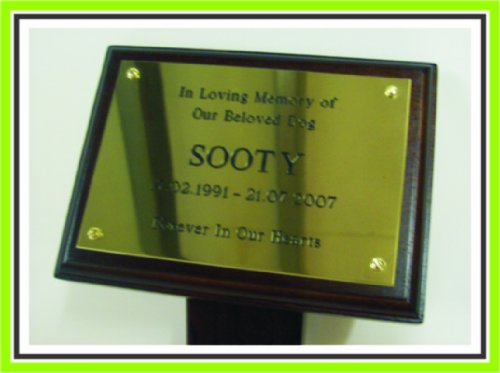 In Loving Memory of
Our Beloved Dog
SOOTY
.02.1991 - 21.07 2007
Forever In Our Hearts